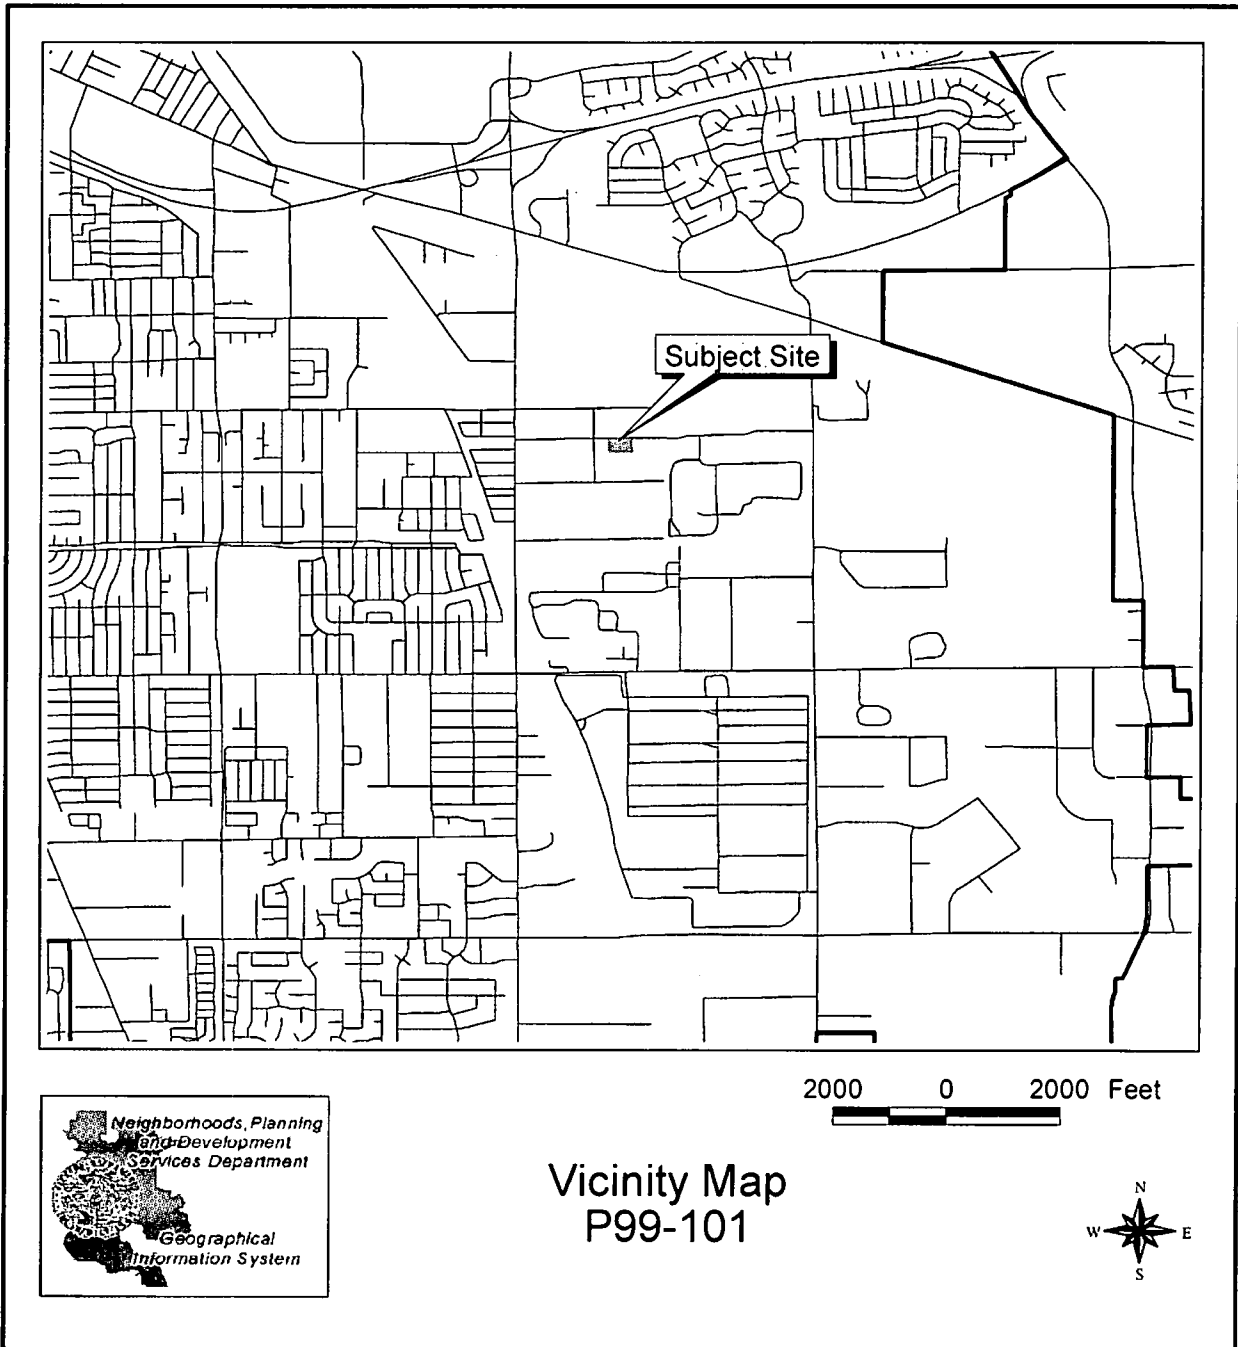 Subject Site
2000 0 2000 Feet
Neighborhoods, Planning
and Development
Services Department
Geographical
Information System
Vicinity Map
P99-101
N
W E
S